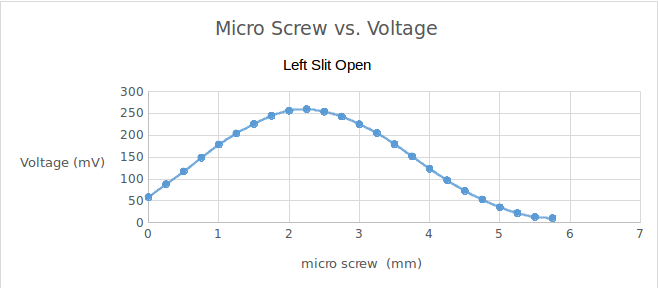 Micro Screw vs. Voltage
Left Slit Open
300
250
200
150
100
50
0
Voltage (mV)
0 1 2 3 4 5 6 7
micro screw (mm)